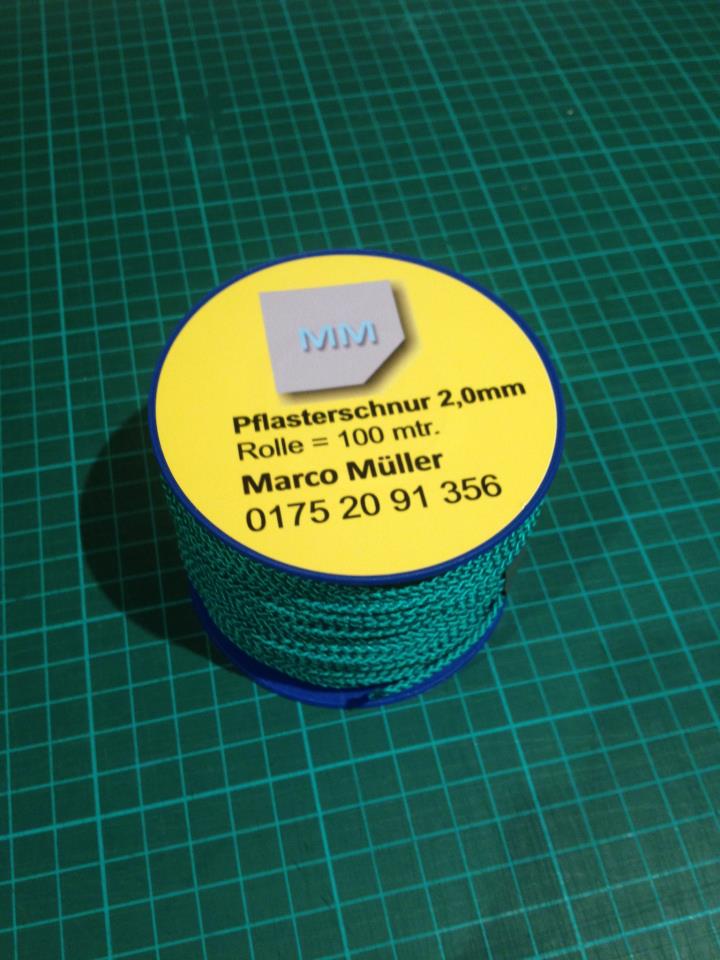 MM
Pflasterschnur 2,0mm
Rolle = 100 mtr.
Marco Müller
0175 20 91 356